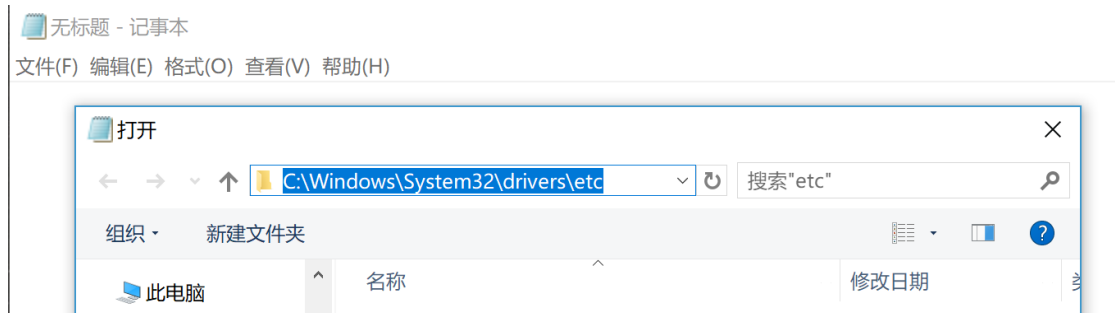 无标题 - 记事本
文件(F) 编辑(E) 格式(O) 查看(V) 帮助(H)
打开
C:\Windows\System32\drivers\etc 搜索"etc"
组织 新建文件夹
此电脑 名称 修改日期